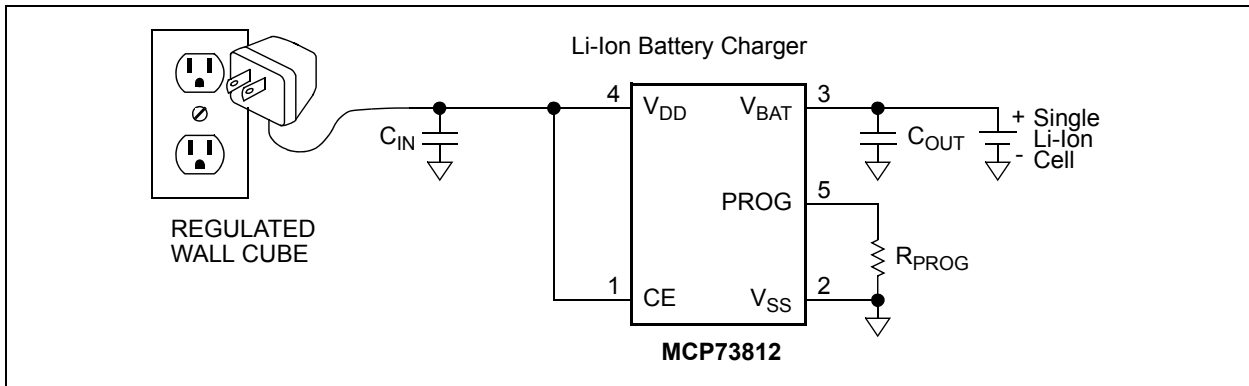 Li-Ion Battery Charger
4
VDD
VBAT
3
CIN
COUT
+ Single
Li-Ion
- Cell
PROG
5
RPROG
REGULATED
WALL CUBE
1
CE
VSS
2
MCP73812